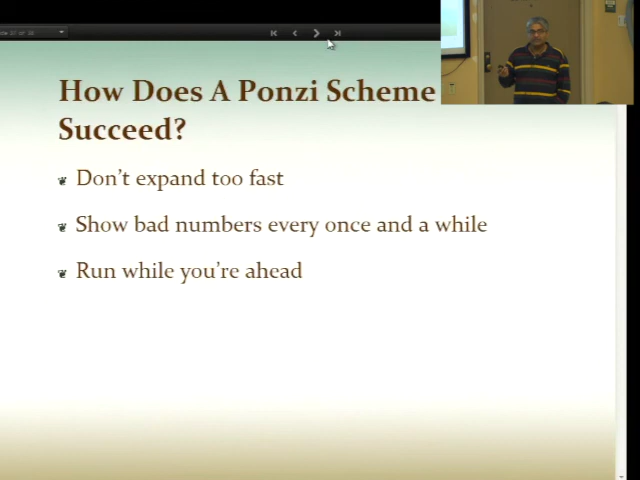 How Does A Ponzi Scheme
Succeed?
Don't expand too fast
Show bad numbers every once and a while
Run while you're ahead